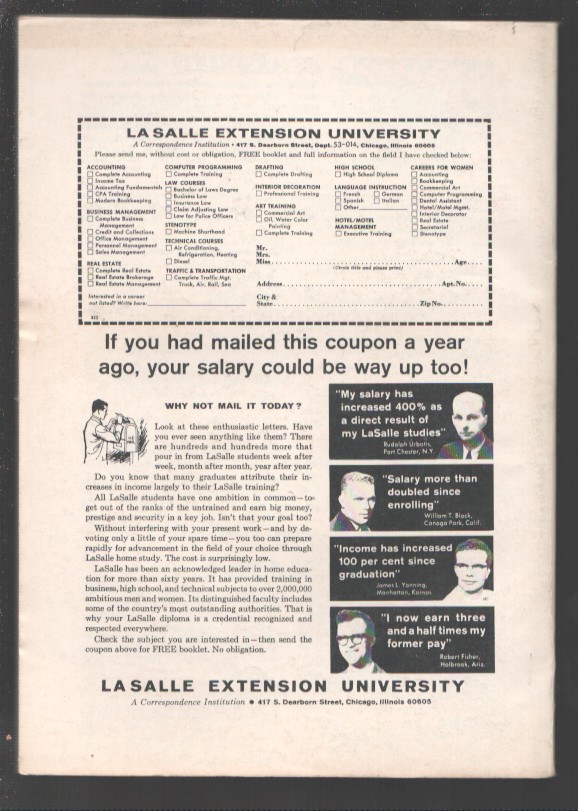 LA SALLE EXTENSION UNIVERSITY
A Correspondence Institution • 417 S. Dearborn Street, Dept. 53-014, Chicago, Illinois 60605
Please send me, without cost or obligation, FREE booklet and full information on the field I have checked below:
ACCOUNTING
Complete Accounting
Income Tax
Accounting Fundamentals
CPA Training
Modern Bookkeeping
BUSINESS MANAGEMENT
Complete Business
Management
Credit and Collections
Office Management
Personnel Management
Sales Management
REAL ESTATE
Complete Real Estate
Real Estate Brokerage
Real Estate Management
Interested in a career
not listed? Write here:
COMPUTER PROGRAMMING
Complete Training
LAW COURSES
Bachelor of Laws Degree
Business Law
Insurance Law
Claim Adjusting Law
Law for Police Officers
STENOTYPE
Machine Shorthand
TECHNICAL COURSES
Air Conditioning,
Refrigeration, Heating
Diesel
TRAFFIC & TRANSPORTATION
Complete Traffic Mgt.
Truck, Air, Rail, Sea
DRAFTING
Complete Drafting
INTERIOR DECORATION
Professional Training
ART TRAINING
Commercial Art
Oil, Water Color
Painting
Complete Training
HIGH SCHOOL
High School Diploma
LANGUAGE INSTRUCTION
French German
Spanish Italian
Other
HOTEL/MOTEL
MANAGEMENT
Executive Training
CAREERS FOR WOMEN
Accounting
Bookkeeping
Commercial Art
Computer Programming
Dental Assistant
Hotel/Motel Mgmt.
Interior Decorator
Real Estate
Secretarial
Stenotype
Mr.
Mrs.
Miss Age
(Circle title and please print)
Address Apt. No.
City &
State Zip No.
If you had mailed this coupon a year
ago, your salary could be way up too!
WHY NOT MAIL IT TODAY?
Look at these enthusiastic letters. Have
you ever seen anything like them? There
are hundreds and hundreds more that
pour in from LaSalle students week after
week, month after month, year after year.
Do you know that many graduates attribute their in-
creases in income largely to their LaSalle training?
All LaSalle students have one ambition in common—to
get out of the ranks of the untrained and earn big money,
prestige and security in a key job. Isn't that your goal too?
Without interfering with your present work—and by de-
voting only a little of your spare time—you too can prepare
rapidly for advancement in the field of your choice through
LaSalle home study. The cost is surprisingly low.
LaSalle has been an acknowledged leader in home educa-
tion for more than sixty years. It has provided training in
business, high school, and technical subjects to over 2,000,000
ambitious men and women. Its distinguished faculty includes
some of the country's most outstanding authorities. That is
why your LaSalle diploma is a credential recognized and
respected everywhere.
Check the subject you are interested in—then send the
coupon above for FREE booklet. No obligation.
"My salary has
increased 400% as
a direct result of
my LaSalle studies"
Rudolph Urbatis,
Port Chester, N.Y.
"Salary more than
doubled since
enrolling"
William T. Black,
Canoga Park, Calif.
"Income has increased
100 per cent since
graduation"
James L. Yonning,
Manhattan, Kansas
"I now earn three
and a half times my
former pay"
Robert Fisher,
Holbrook, Ariz.
LA SALLE EXTENSION UNIVERSITY
A Correspondence Institution • 417 S. Dearborn Street, Chicago, Illinois 60605